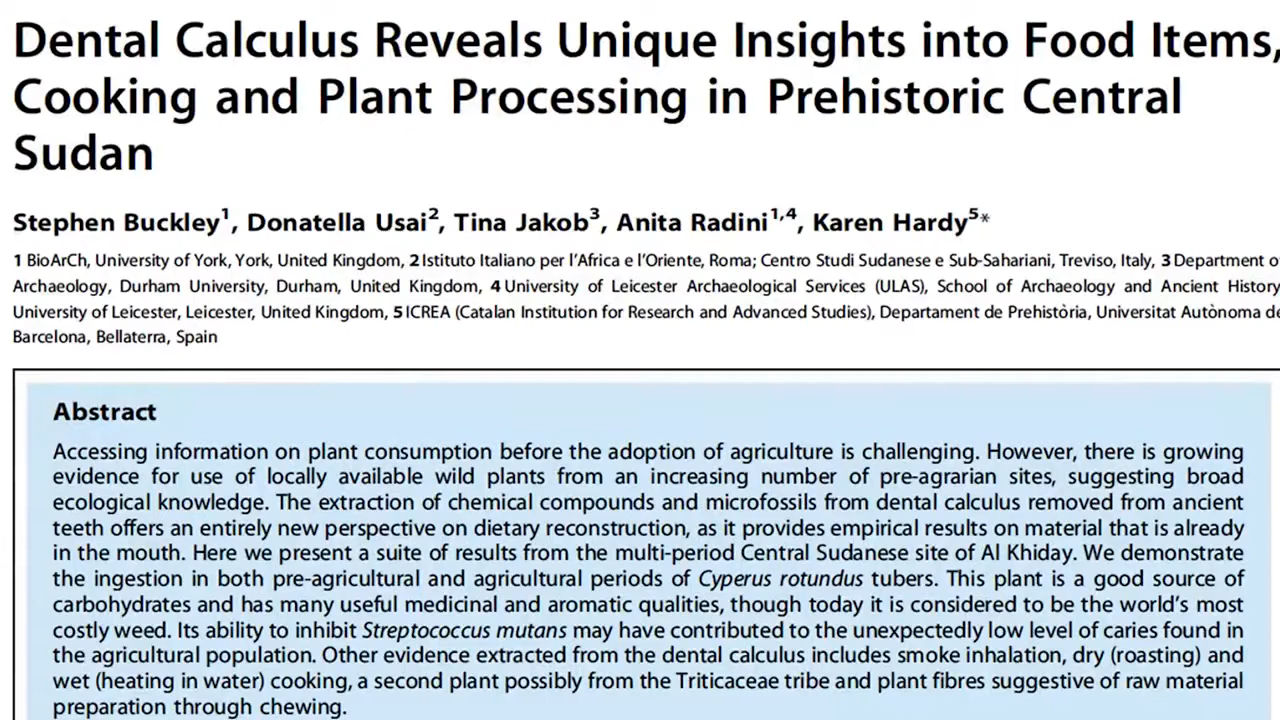 Dental Calculus Reveals Unique Insights into Food Items,
Cooking and Plant Processing in Prehistoric Central
Sudan
Stephen Buckley1, Donatella Usai2, Tina Jakob3, Anita Radini1,4, Karen Hardy5*
1 BioArCh, University of York, York, United Kingdom, 2 Istituto Italiano per l'Africa e l'Oriente, Roma; Centro Studi Sudanese e Sub-Sahariani, Treviso, Italy, 3 Department o
Archaeology, Durham University, Durham, United Kingdom, 4 University of Leicester Archaeological Services (ULAS), School of Archaeology and Ancient History
University of Leicester, Leicester, United Kingdom, 5 ICREA (Catalan Institution for Research and Advanced Studies), Departament de Prehistòria, Universitat Autònoma de
Barcelona, Bellaterra, Spain
Abstract
Accessing information on plant consumption before the adoption of agriculture is challenging. However, there is growing
evidence for use of locally available wild plants from an increasing number of pre-agrarian sites, suggesting broad
ecological knowledge. The extraction of chemical compounds and microfossils from dental calculus removed from ancient
teeth offers an entirely new perspective on dietary reconstruction, as it provides empirical results on material that is already
in the mouth. Here we present a suite of results from the multi-period Central Sudanese site of Al Khiday. We demonstrate
the ingestion in both pre-agricultural and agricultural periods of Cyperus rotundus tubers. This plant is a good source of
carbohydrates and has many useful medicinal and aromatic qualities, though today it is considered to be the world's most
costly weed. Its ability to inhibit Streptococcus mutans may have contributed to the unexpectedly low level of caries found in
the agricultural population. Other evidence extracted from the dental calculus includes smoke inhalation, dry (roasting) and
wet (heating in water) cooking, a second plant possibly from the Triticaceae tribe and plant fibres suggestive of raw material
preparation through chewing.